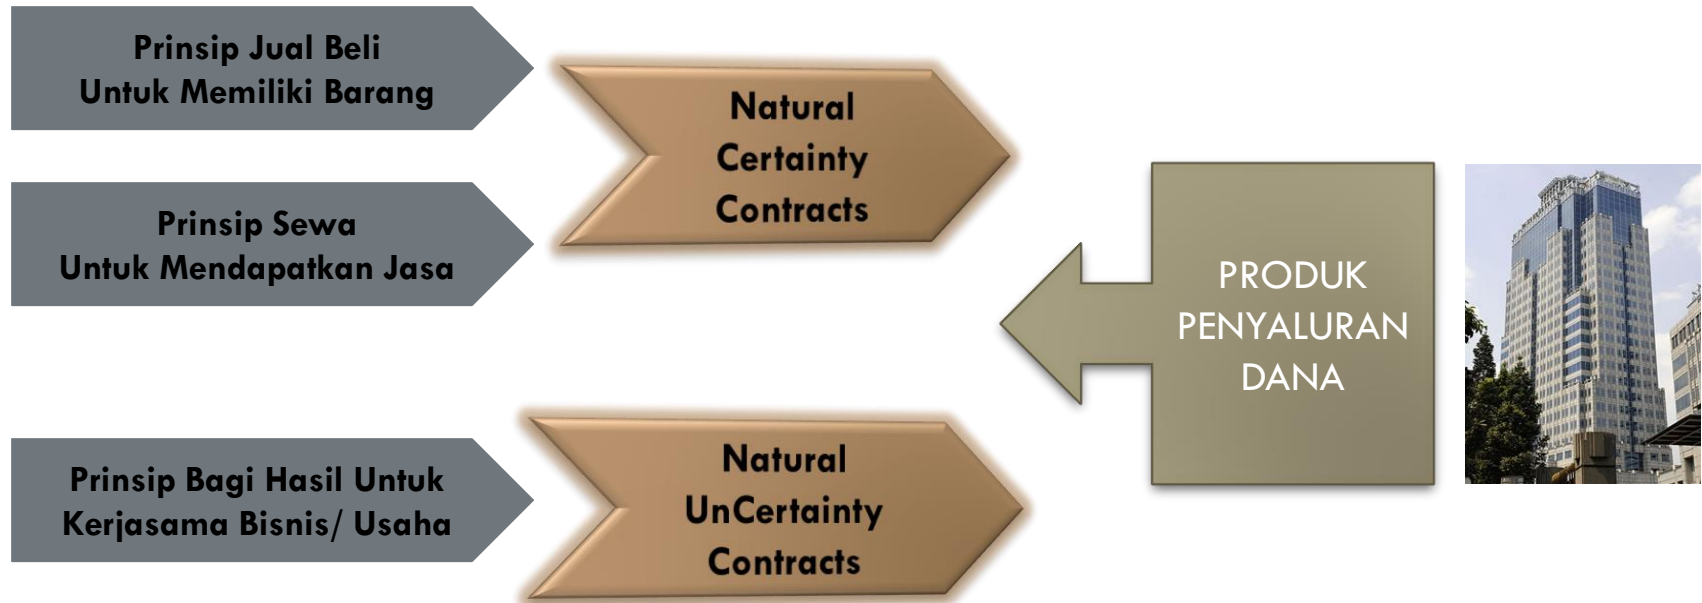 Prinsip Jual Beli
Untuk Memiliki Barang
Natural
Certainty
Contracts
Prinsip Sewa
Untuk Mendapatkan Jasa
PRODUK
PENYALURAN
DANA
Prinsip Bagi Hasil Untuk
Kerjasama Bisnis/ Usaha
Natural
UnCertainty
Contracts